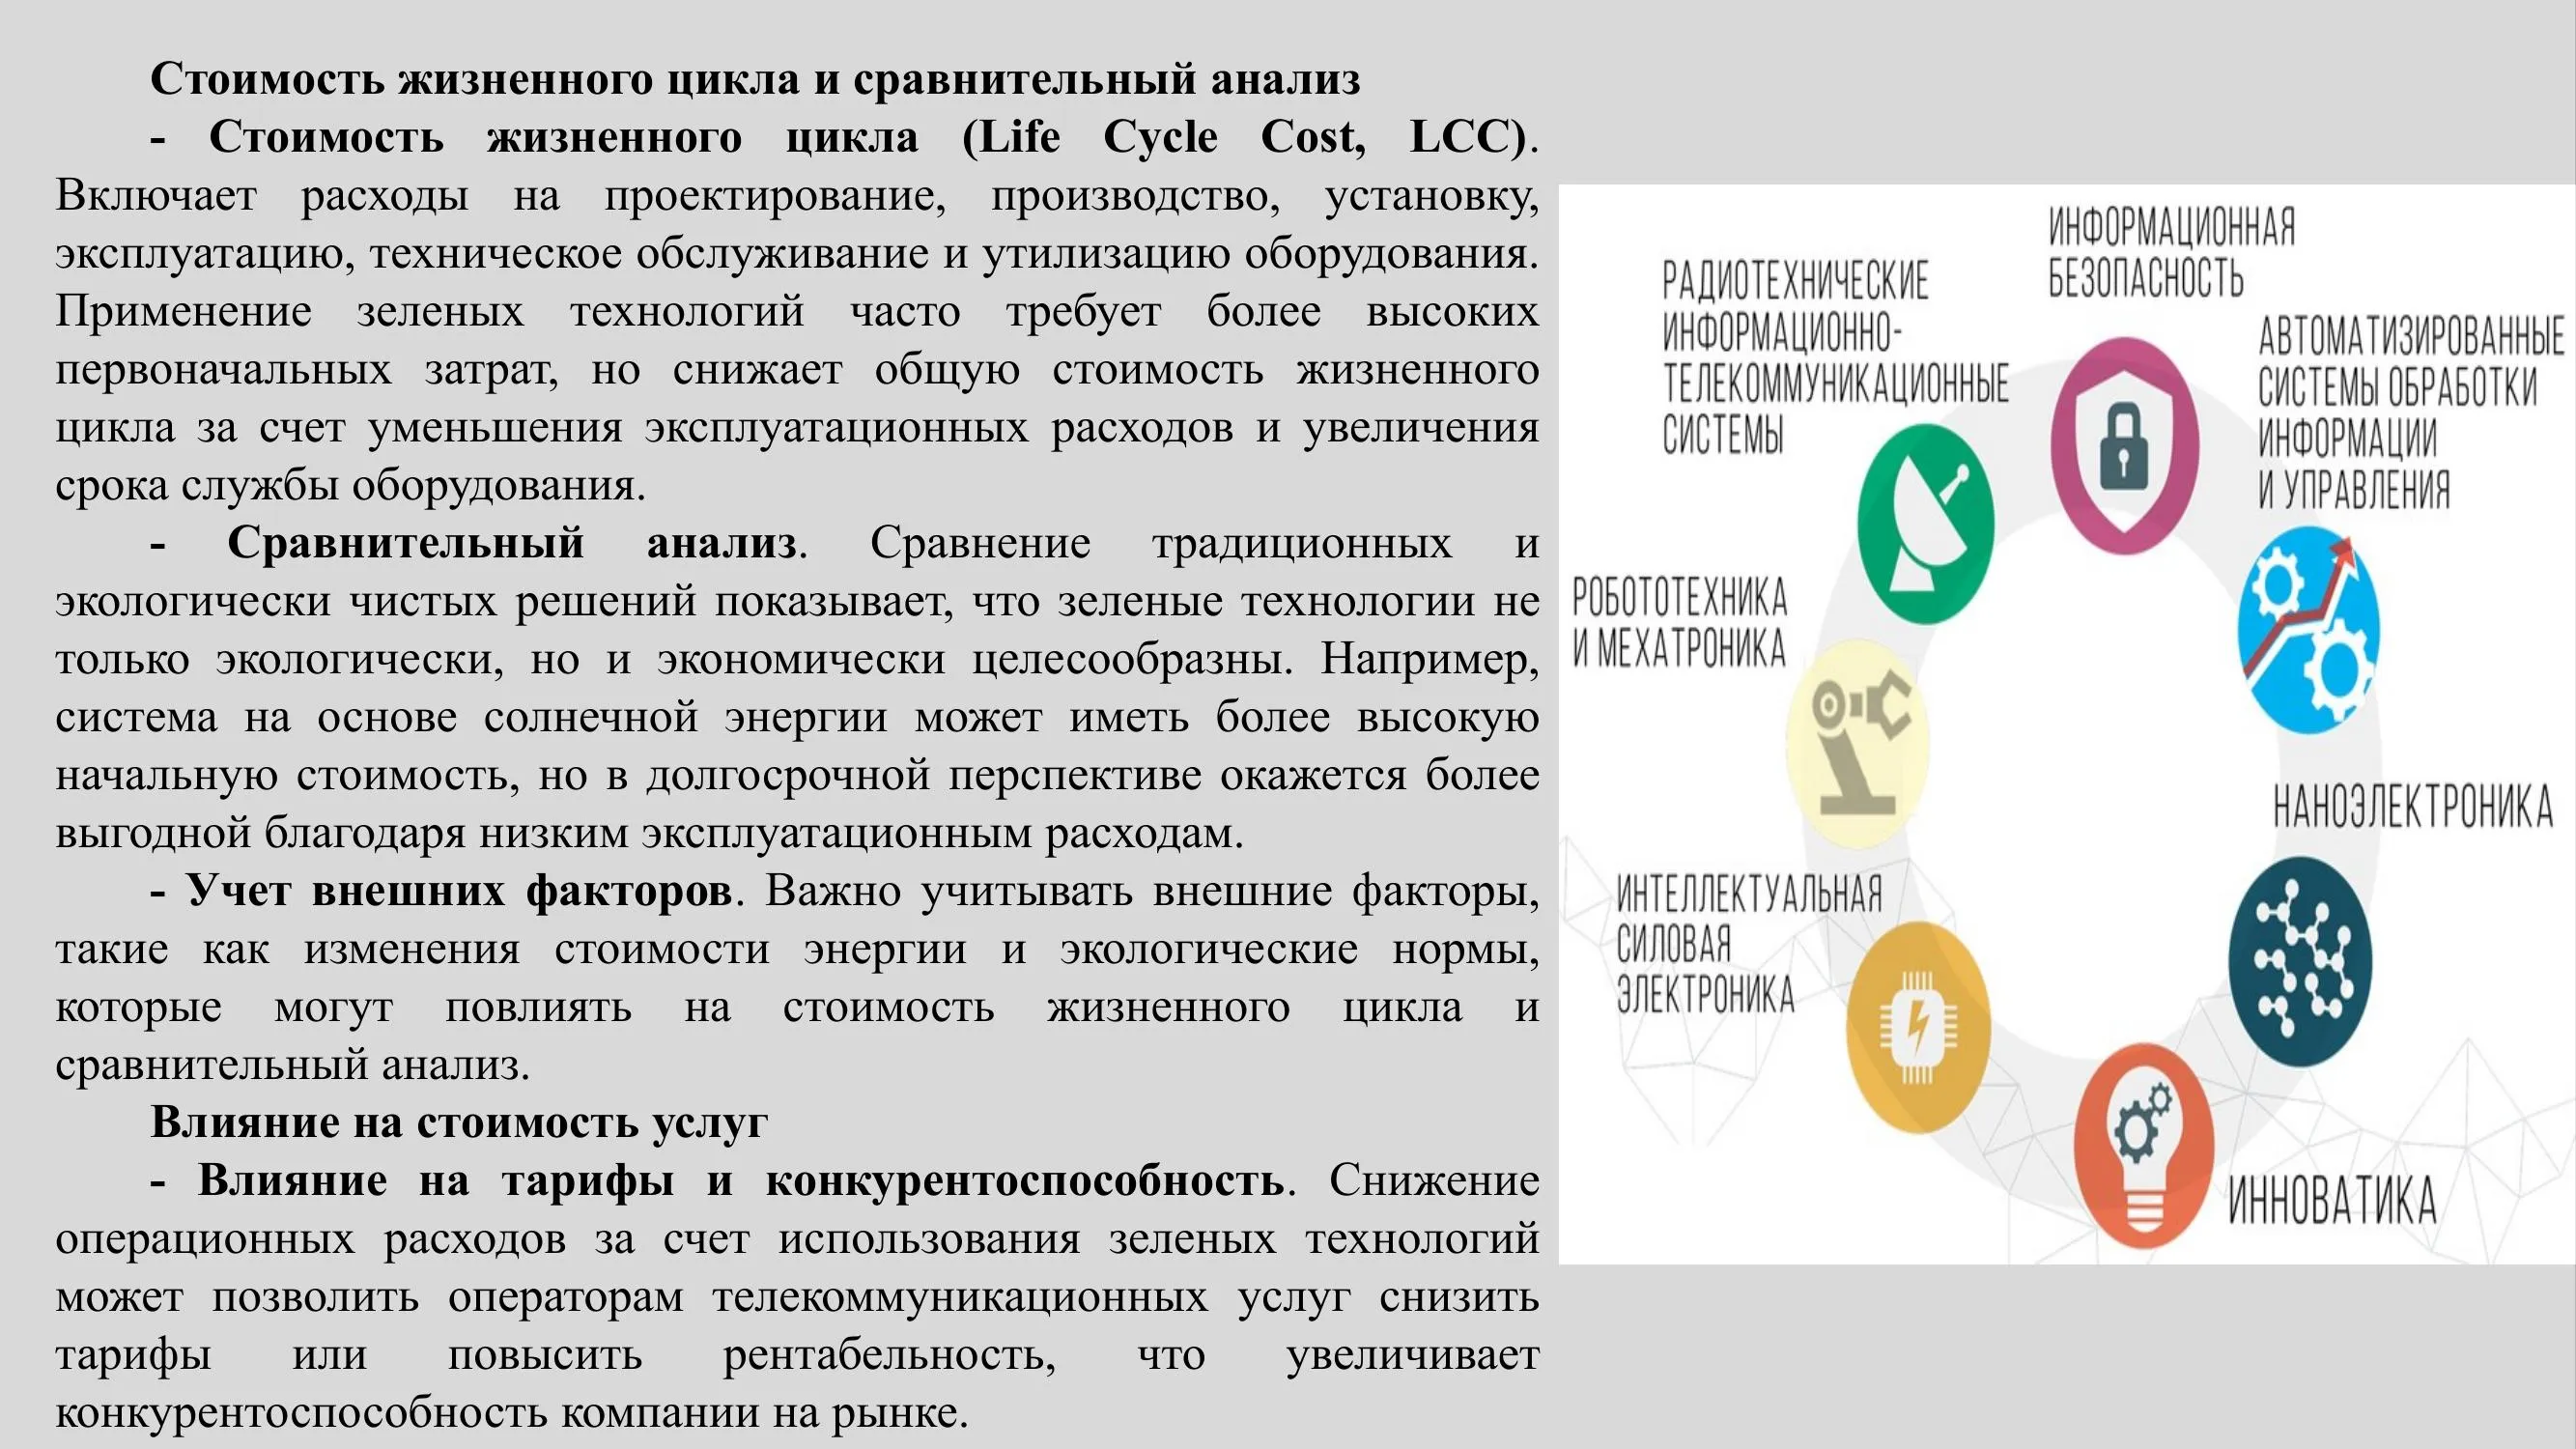 Стоимость жизненного цикла и сравнительный анализ
- Стоимость жизненного цикла (Life Cycle Cost, LCC).
Включает расходы на проектирование, производство, установку,
эксплуатацию, техническое обслуживание и утилизацию оборудования.
Применение зеленых технологий часто требует более высоких
первоначальных затрат, но снижает общую стоимость жизненного
цикла за счет уменьшения эксплуатационных расходов и увеличения
срока службы оборудования.
- Сравнительный анализ. Сравнение традиционных и
экологически чистых решений показывает, что зеленые технологии не
только экологически, но и экономически целесообразны. Например,
система на основе солнечной энергии может иметь более высокую
начальную стоимость, но в долгосрочной перспективе окажется более
выгодной благодаря низким эксплуатационным расходам.
- Учет внешних факторов. Важно учитывать внешние факторы,
такие как изменения стоимости энергии и экологические нормы,
которые могут повлиять на стоимость жизненного цикла и
сравнительный анализ.
Влияние на стоимость услуг
- Влияние на тарифы и конкурентоспособность. Снижение
операционных расходов за счет использования зеленых технологий
может позволить операторам телекоммуникационных услуг снизить
тарифы или повысить рентабельность, что увеличивает
конкурентоспособность компании на рынке.
ИНФОРМАЦИОННАЯ
БЕЗОПАСНОСТЬ
РАДИОТЕХНИЧЕСКИЕ
ИНФОРМАЦИОННО-
ТЕЛЕКОММУНИКАЦИОННЫЕ
СИСТЕМЫ
АВТОМАТИЗИРОВАННЫЕ
СИСТЕМЫ ОБРАБОТКИ
ИНФОРМАЦИИ
И УПРАВЛЕНИЯ
РОБОТОТЕХНИКА
И МЕХАТРОНИКА
НАНОЭЛЕКТРОНИКА
ИНТЕЛЛЕКТУАЛЬНАЯ
СИЛОВАЯ
ЭЛЕКТРОНИКА
ИННОВАТИКА